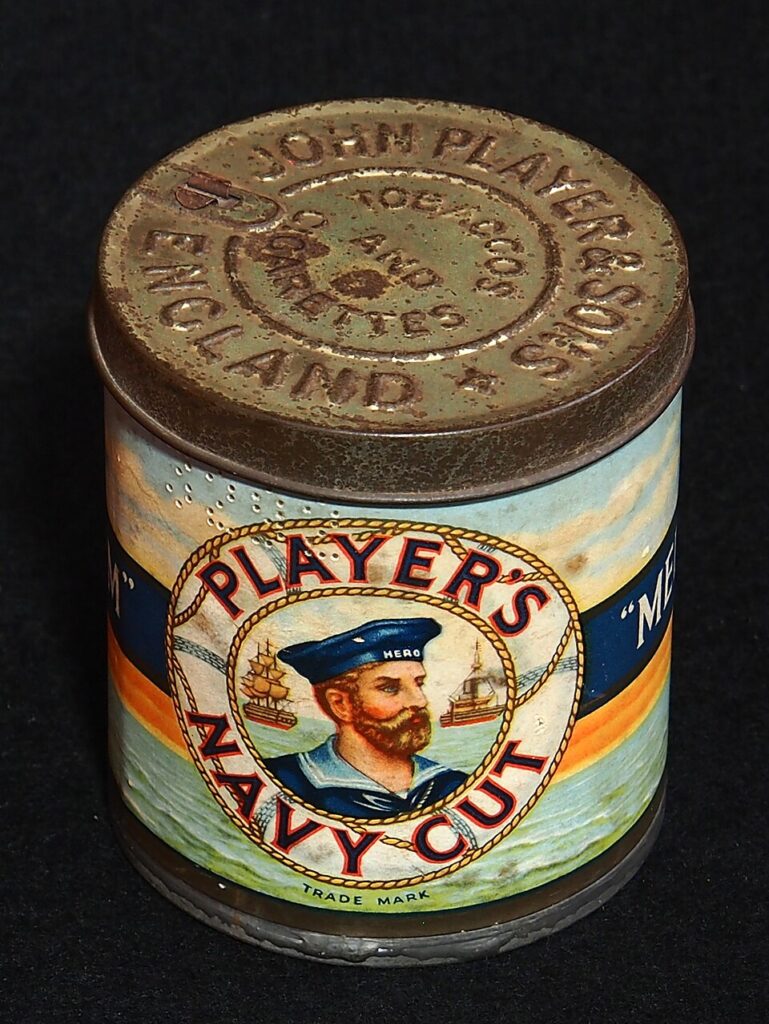 JOHN PLAYER & SONS
ENGLAND
TOBACCOS
AND
CIGARETTES
PLAYER'S
HERO
NAVY CUT
TRADE MARK
M"
"ME